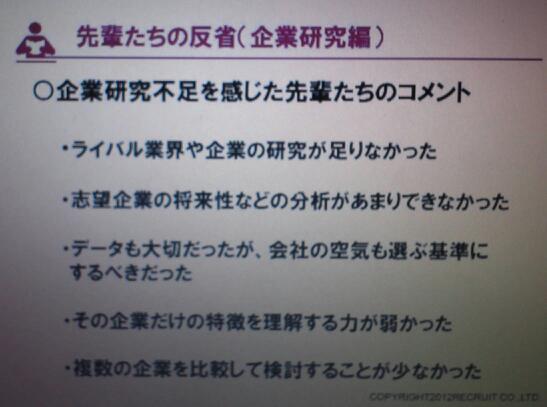 先輩たちの反省(企業研究編)
○企業研究不足を感じた先輩たちのコメント
・ライバル業界や企業の研究が足りなかった
・志望企業の将来性などの分析があまりできなかった
・データも大切だったが、会社の空気も選ぶ基準に
するべきだった
・その企業だけの特徴を理解する力が弱かった
・複数の企業を比較して検討することが少なかった
COPYRIGHT2012RECRUIT CO.,LTD.